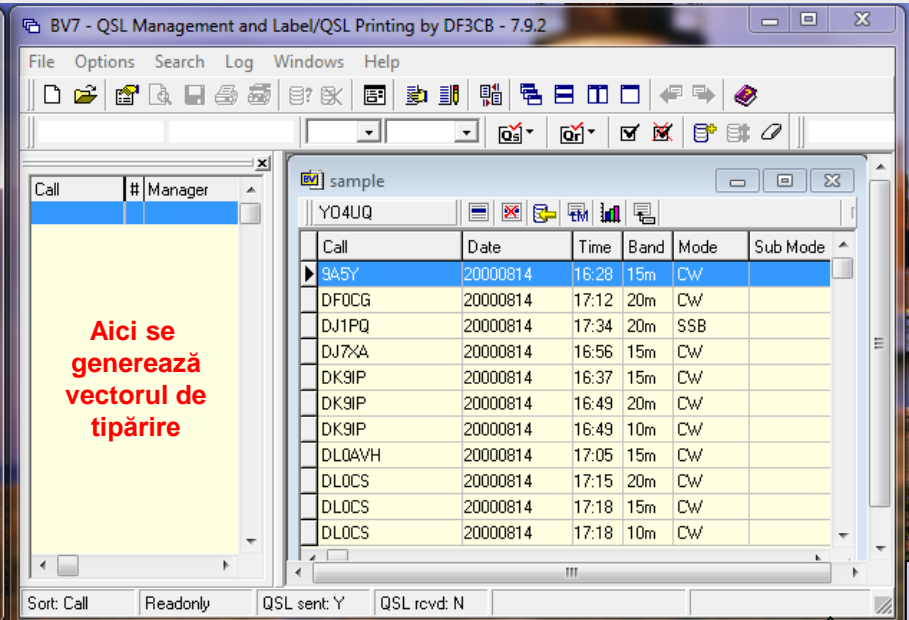 BV7 - QSL Management and Label/QSL Printing by DF3CB - 7.9.2
File Options Search Log Windows Help
Qs Qr
Call # Manager
Aici se
generează
vectorul de
tipărire
sample
YO4UQ
Call Date Time Band Mode Sub Mode
9A5Y 20000814 16:28 15m CW
DF0CG 20000814 17:12 20m CW
DJ1PQ 20000814 17:34 20m SSB
DJ7XA 20000814 16:56 15m CW
DK9IP 20000814 16:37 15m CW
DK9IP 20000814 16:49 20m CW
DK9IP 20000814 16:49 10m CW
DL0AVH 20000814 17:05 15m CW
DL0CS 20000814 17:15 20m CW
DL0CS 20000814 17:18 15m CW
DL0CS 20000814 17:18 10m CW
Sort: Call Readonly QSL sent: Y QSL rcvd: N